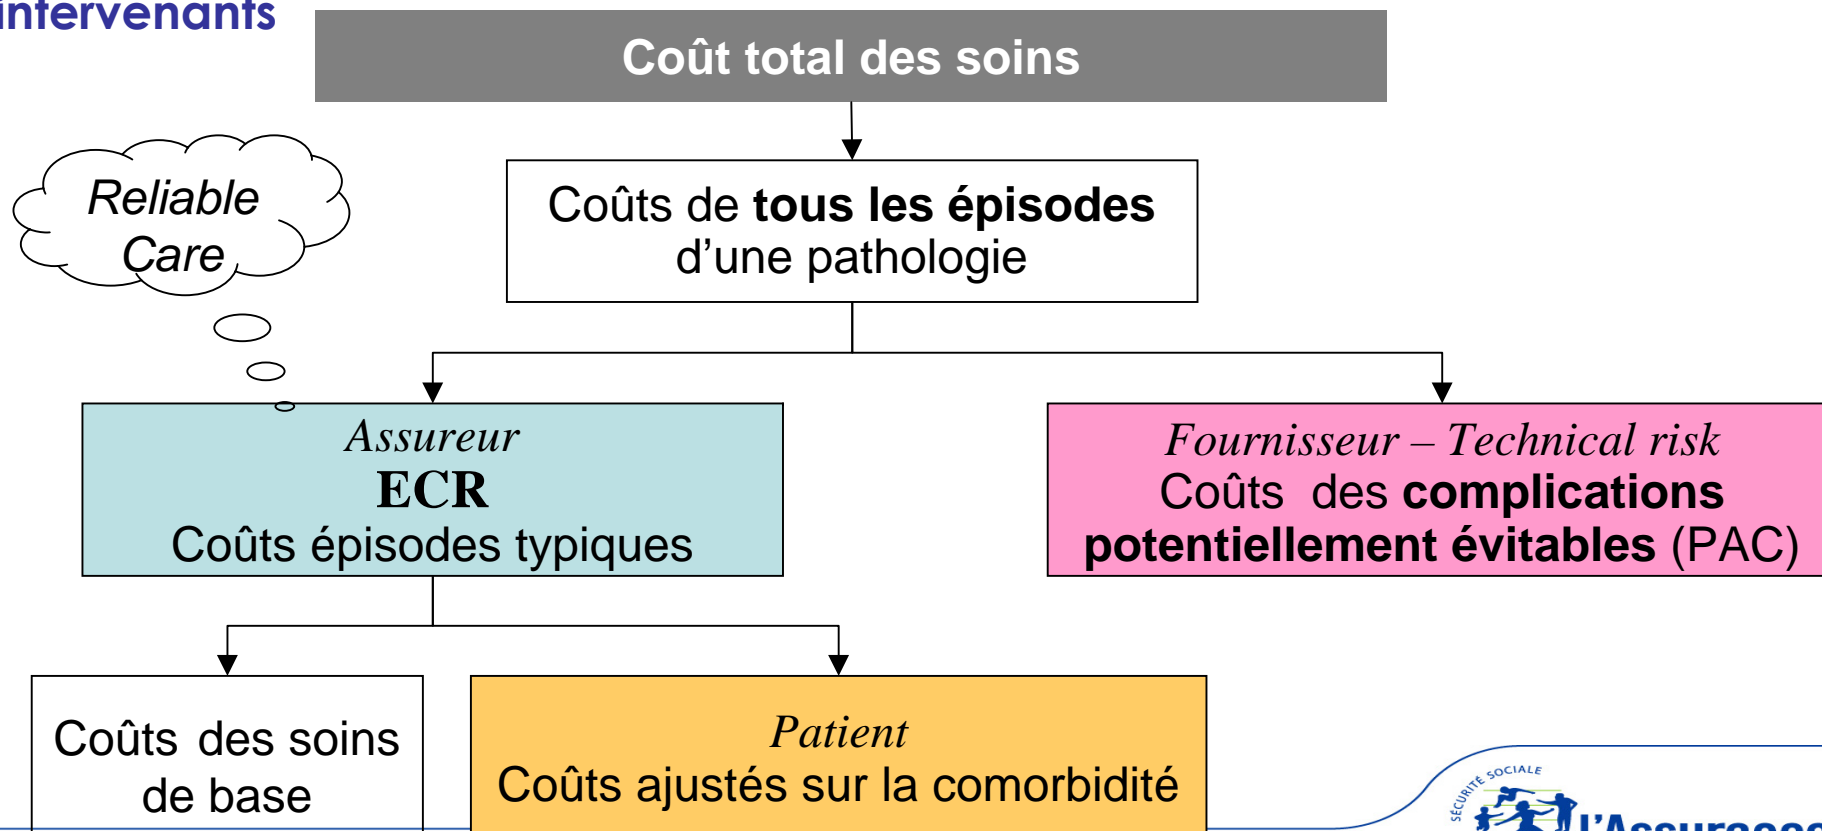 intervenants
Coût total des soins
Reliable
Care
Coûts de tous les épisodes
d’une pathologie
Assureur
ECR
Coûts épisodes typiques
Fournisseur – Technical risk
Coûts des complications
potentiellement évitables (PAC)
Coûts des soins
de base
Patient
Coûts ajustés sur la comorbidité
SÉCURITÉ SOCIALE
l’Assurance